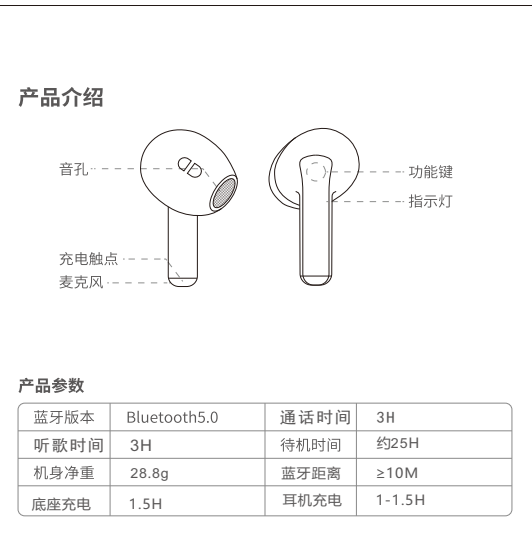 产品介绍
音孔
功能键
指示灯
充电触点
麦克风
产品参数
蓝牙版本 Bluetooth5.0 通话时间 3H
听歌时间 3H 待机时间 约25H
机身净重 28.8g 蓝牙距离 ≥10M
底座充电 1.5H 耳机充电 1-1.5H